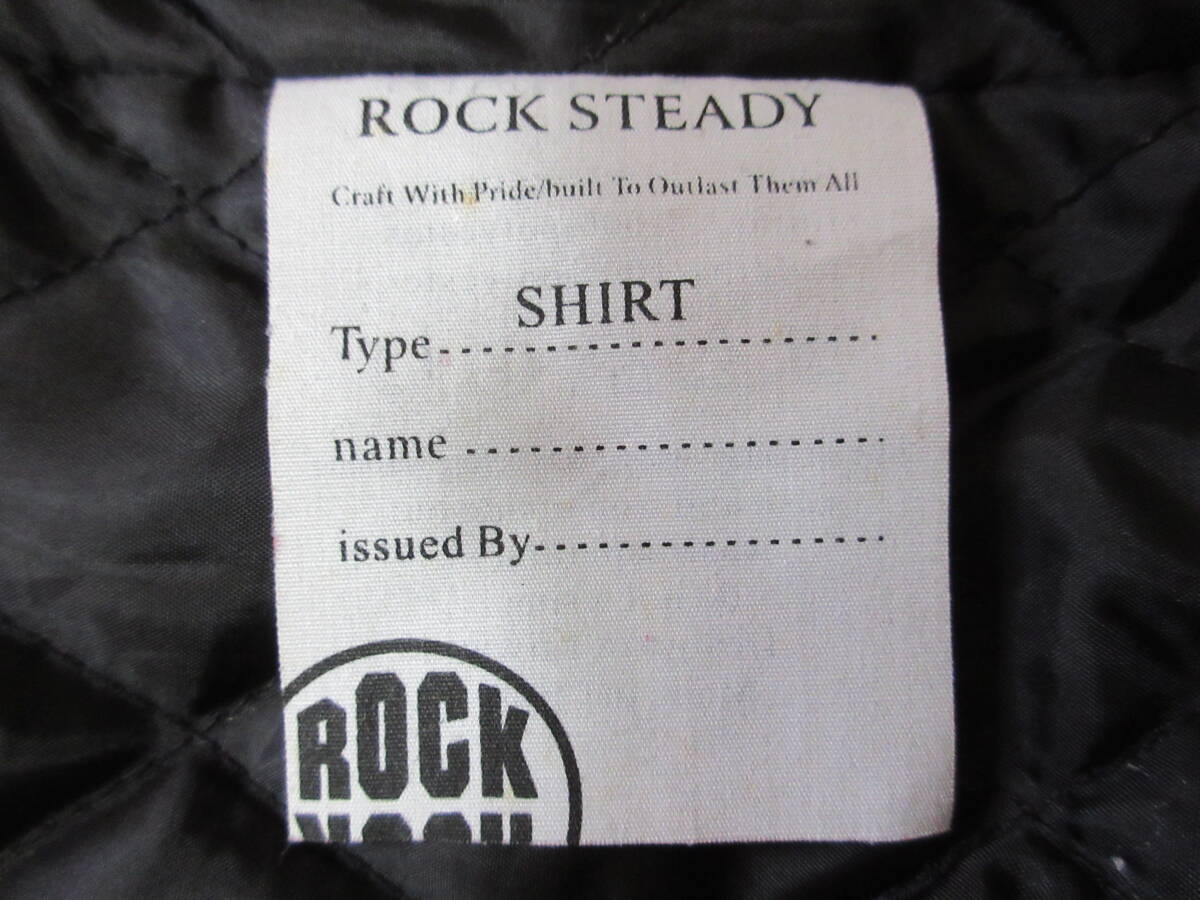 ROCK STEADY
Craft With Pride/built To Outlast Them All
SHIRT
Type
name
issued By
ROCK